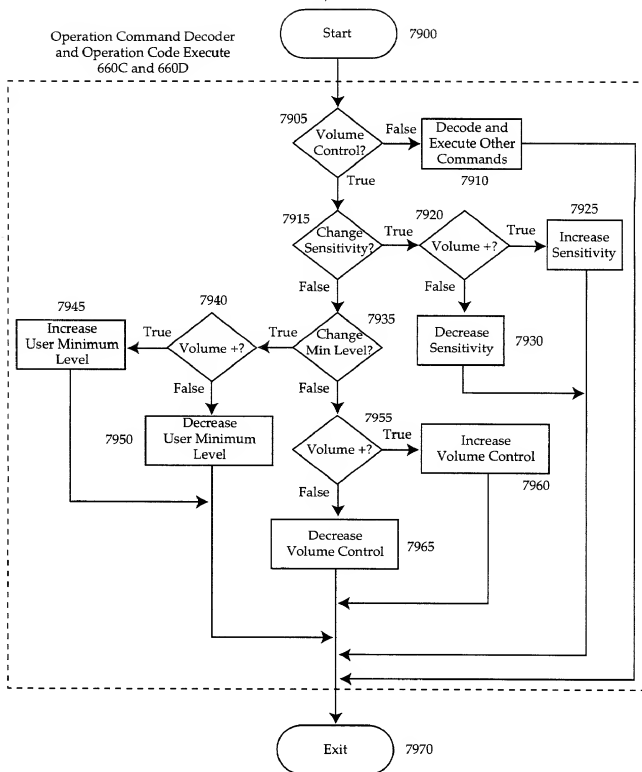 Start
7900
Operation Command Decoder
and Operation Code Execute
660C and 660D
7905
Volume
Control?
False
Decode and
Execute Other
Commands
7910
True
7915
Change
Sensitivity?
True
7920
Volume +?
True
7925
Increase
Sensitivity
False
False
Decrease
Sensitivity
7930
7945
Increase
User Minimum
Level
True
7940
Volume +?
True
7935
Change
Min Level?
False
False
7950
Decrease
User Minimum
Level
7955
Volume +?
True
Increase
Volume Control
7960
False
Decrease
Volume Control
7965
Exit
7970